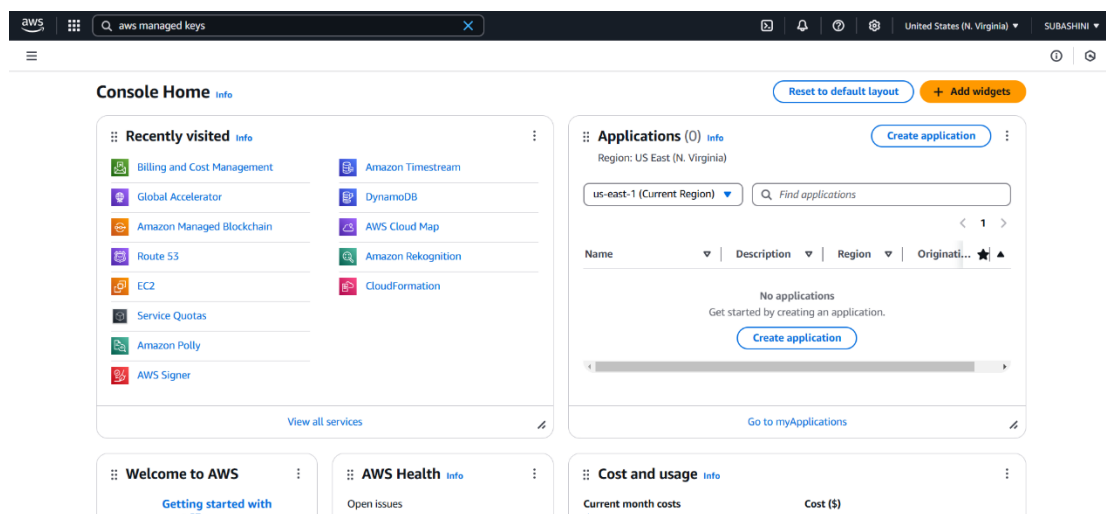 aws
aws managed keys
United States (N. Virginia)
SUBASHINI
Console Home Info
Reset to default layout
+ Add widgets
Recently visited Info
Billing and Cost Management
Global Accelerator
Amazon Managed Blockchain
Route 53
EC2
Service Quotas
Amazon Polly
AWS Signer
Amazon Timestream
DynamoDB
AWS Cloud Map
Amazon Rekognition
CloudFormation
View all services
Applications (0) Info
Create application
Region: US East (N. Virginia)
us-east-1 (Current Region)
Find applications
1
Name Description Region Originati...
No applications
Get started by creating an application.
Create application
Go to myApplications
Welcome to AWS
Getting started with
AWS Health Info
Open issues
Cost and usage Info
Current month costs
Cost ($)